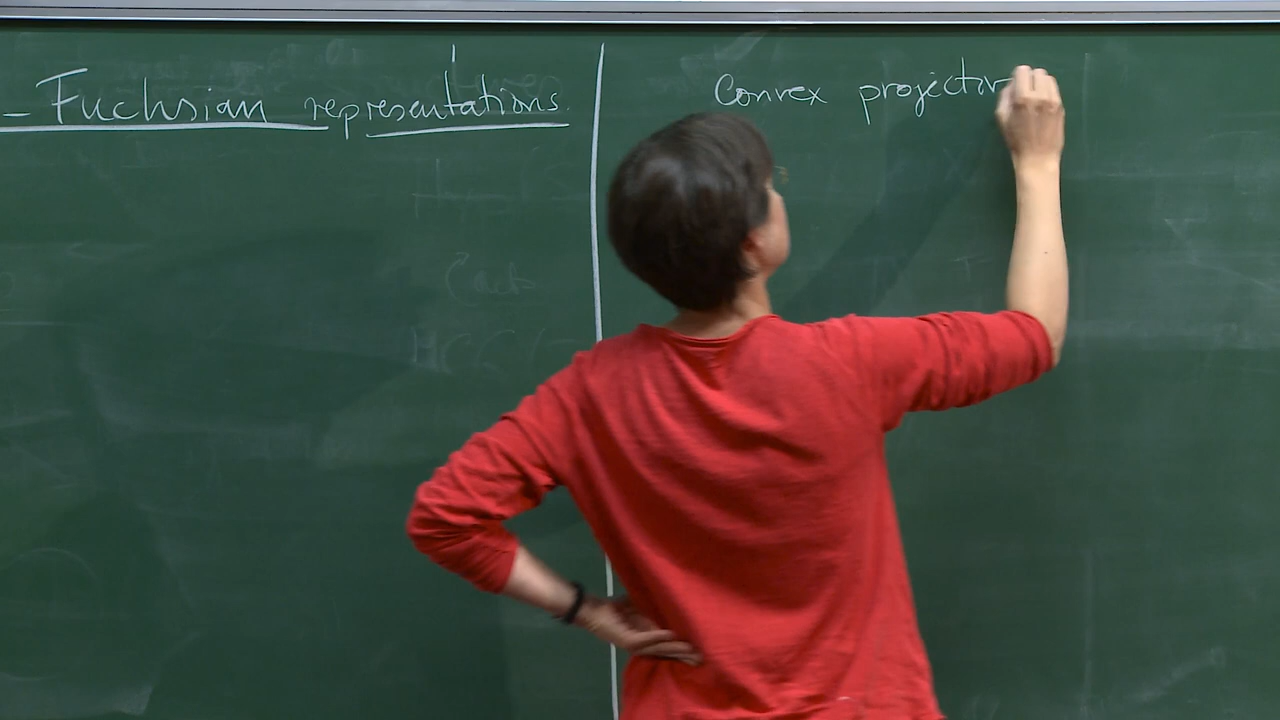 - Fuchsian representations.
Convex projectiv